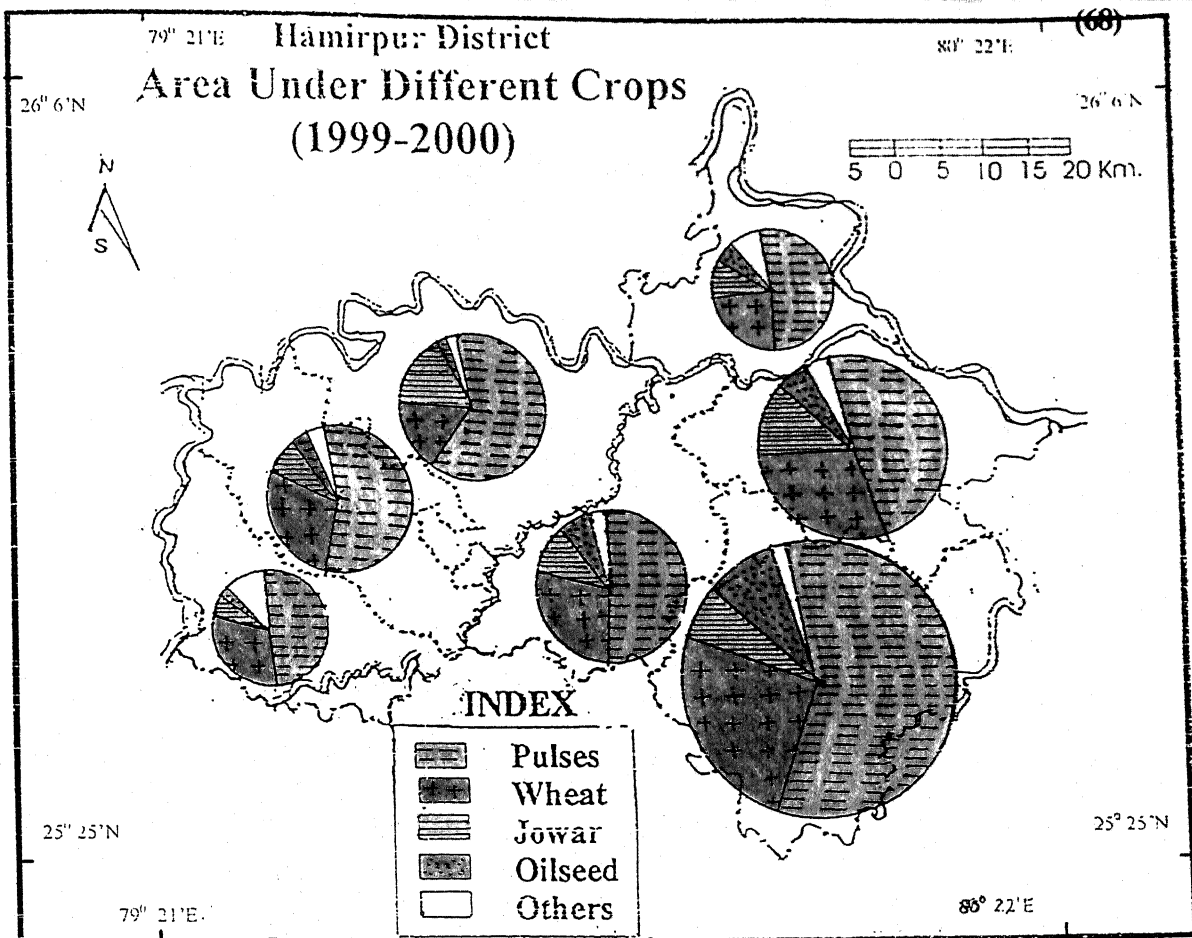 (68)
79° 21'E Hamirpur District 80° 22'E
Area Under Different Crops
26° 6'N 26° 6'N
(1999-2000)
N
S
5 0 5 10 15 20 Km.
INDEX
Pulses
Wheat
Jowar
Oilseed
Others
25° 25'N 25° 25'N
79° 21'E. 80° 22'E